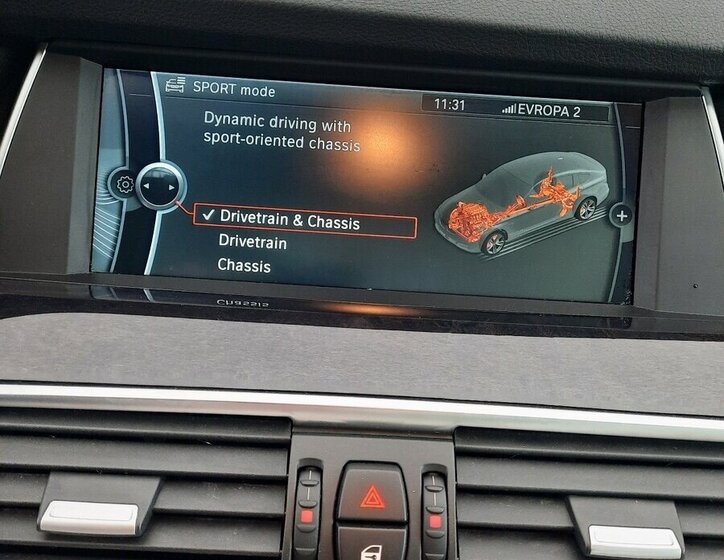 SPORT mode
11:31
EVROPA 2
Dynamic driving with
sport-oriented chassis
✓ Drivetrain & Chassis
Drivetrain
Chassis